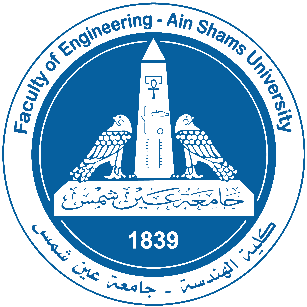 Faculty of Engineering - Ain Shams University
جامعة عين شمس
1839
كلية الهندسة - جامعة عين شمس